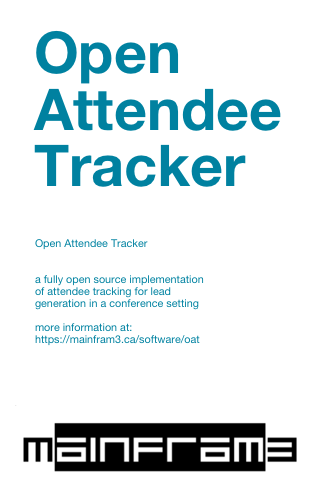 Open
Attendee
Tracker
Open Attendee Tracker
a fully open source implementation
of attendee tracking for lead
generation in a conference setting
more information at:
https://mainfram3.ca/software/oat
mainfram3